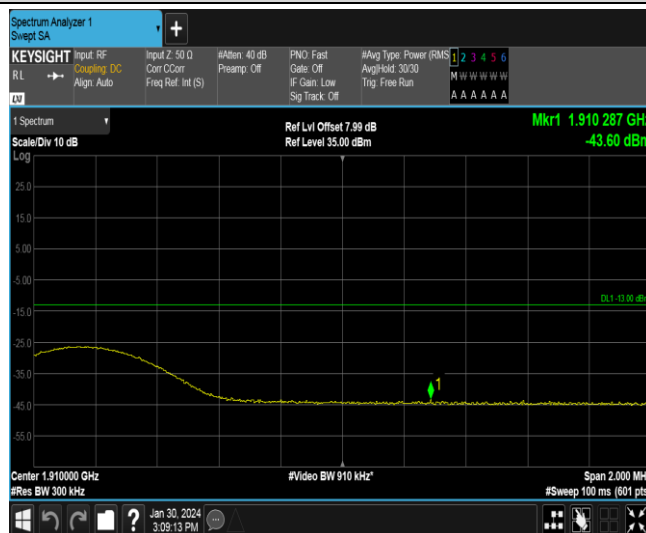 Spectrum Analyzer 1
Swept SA
KEYSIGHT Input: RF Input Z: 50 Ω #Atten: 40 dB PNO: Fast #Avg Type: Power (RMS 1 2 3 4 5 6
RL Coupling: DC Corr CCorr Preamp: Off Gate: Off Avg|Hold: 30/30 M W W W W W
Align: Auto Freq Ref: Int (S) IF Gain: Low Trig: Free Run
Sig Track: Off A A A A A A
LXI
1 Spectrum Ref Lvl Offset 7.99 dB Mkr1 1.910 287 GHz
Scale/Div 10 dB Ref Level 35.00 dBm -43.60 dBm
Log
25.0
15.0
5.00
-5.00
DL1 -13.00 dBm
-15.0
-25.0
-35.0
1
-45.0
-55.0
Center 1.910000 GHz #Video BW 910 kHz* Span 2.000 MH
#Res BW 300 kHz #Sweep 100 ms (601 pts
? Jan 30, 2024
3:09:13 PM